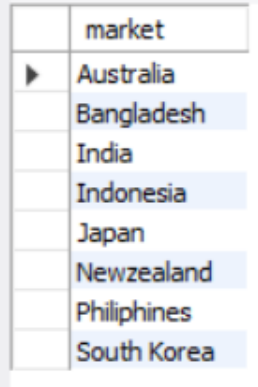 market
Australia
Bangladesh
India
Indonesia
Japan
Newzealand
Philiphines
South Korea